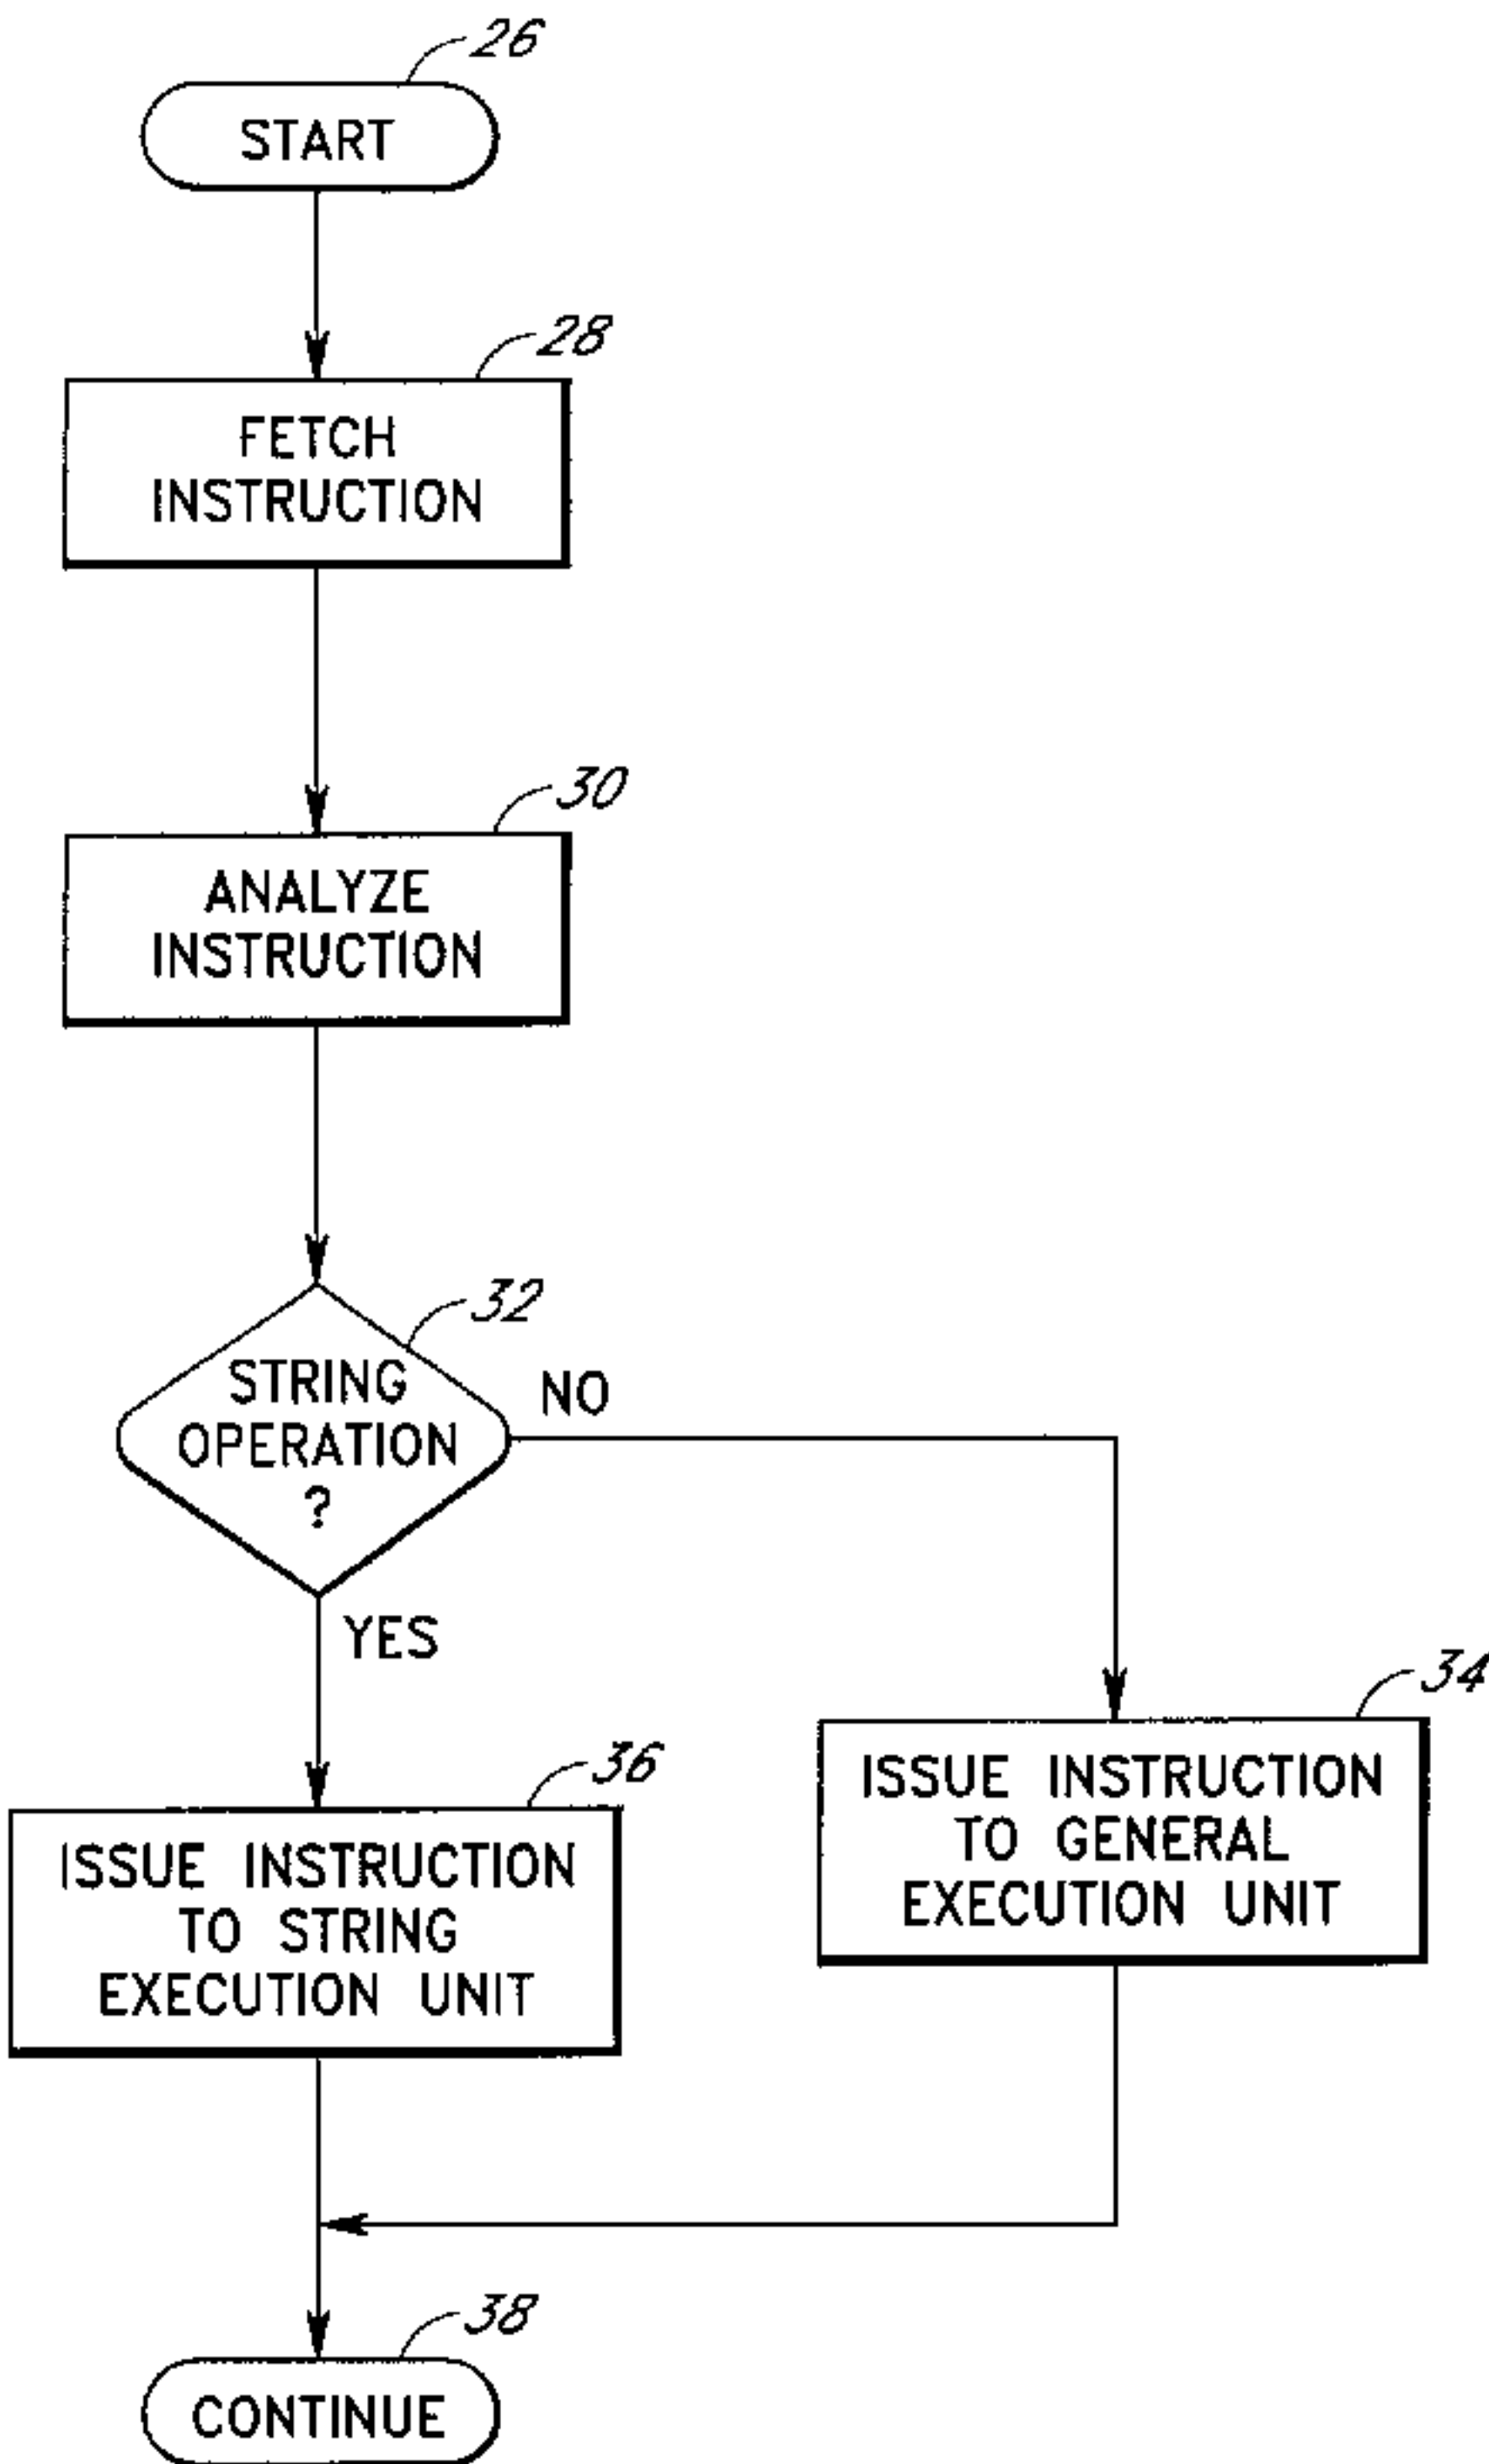 26
START
28
FETCH
INSTRUCTION
30
ANALYZE
INSTRUCTION
32
STRING
OPERATION
?
NO
YES
34
ISSUE INSTRUCTION
TO GENERAL
EXECUTION UNIT
36
ISSUE INSTRUCTION
TO STRING
EXECUTION UNIT
38
CONTINUE